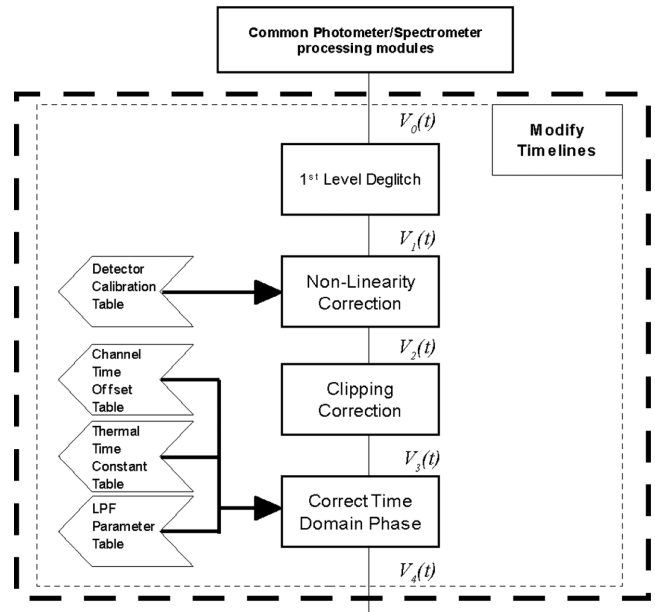 Common Photometer/Spectrometer
processing modules
V₀(t)
Modify
Timelines
1st Level Deglitch
V₁(t)
Detector
Calibration
Table
Non-Linearity
Correction
V₂(t)
Channel
Time
Offset
Table
Clipping
Correction
Thermal
Time
Constant
Table
V₃(t)
LPF
Parameter
Table
Correct Time
Domain Phase
V₄(t)